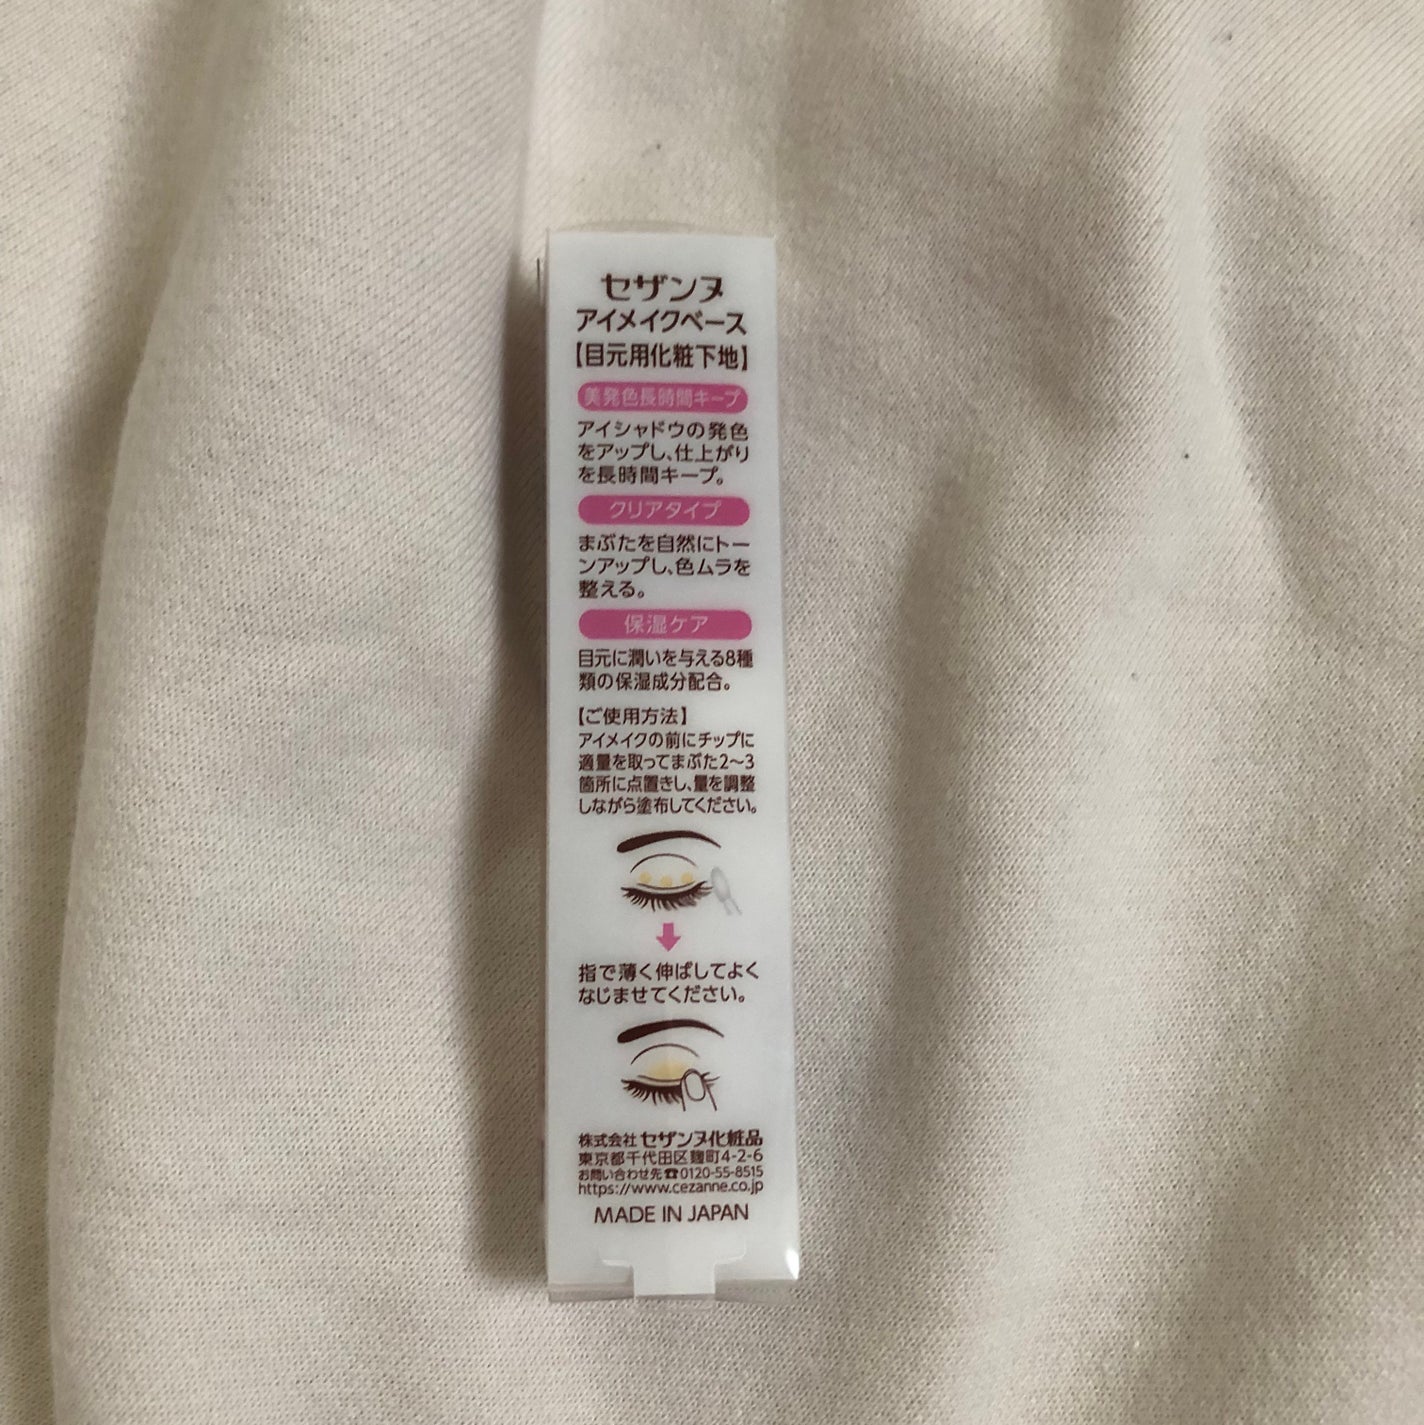 セザンヌ
アイメイクベース
【目元用化粧下地】
美発色長時間キープ
アイシャドウの発色
をアップし、仕上がり
を長時間キープ。
クリアタイプ
まぶたを自然にトー
ンアップし、色ムラを
整える。
保湿ケア
目元に潤いを与える8種
類の保湿成分配合。
【ご使用方法】
アイメイクの前にチップに
適量を取ってまぶた2〜3
箇所に点置きし、量を調整
しながら塗布してください。
指で薄く伸ばしてよく
なじませてください。
株式会社 セザンヌ化粧品
東京都千代田区麹町4-2-6
お問い合わせ先☎0120-55-8515
https://www.cezanne.co.jp
MADE IN JAPAN